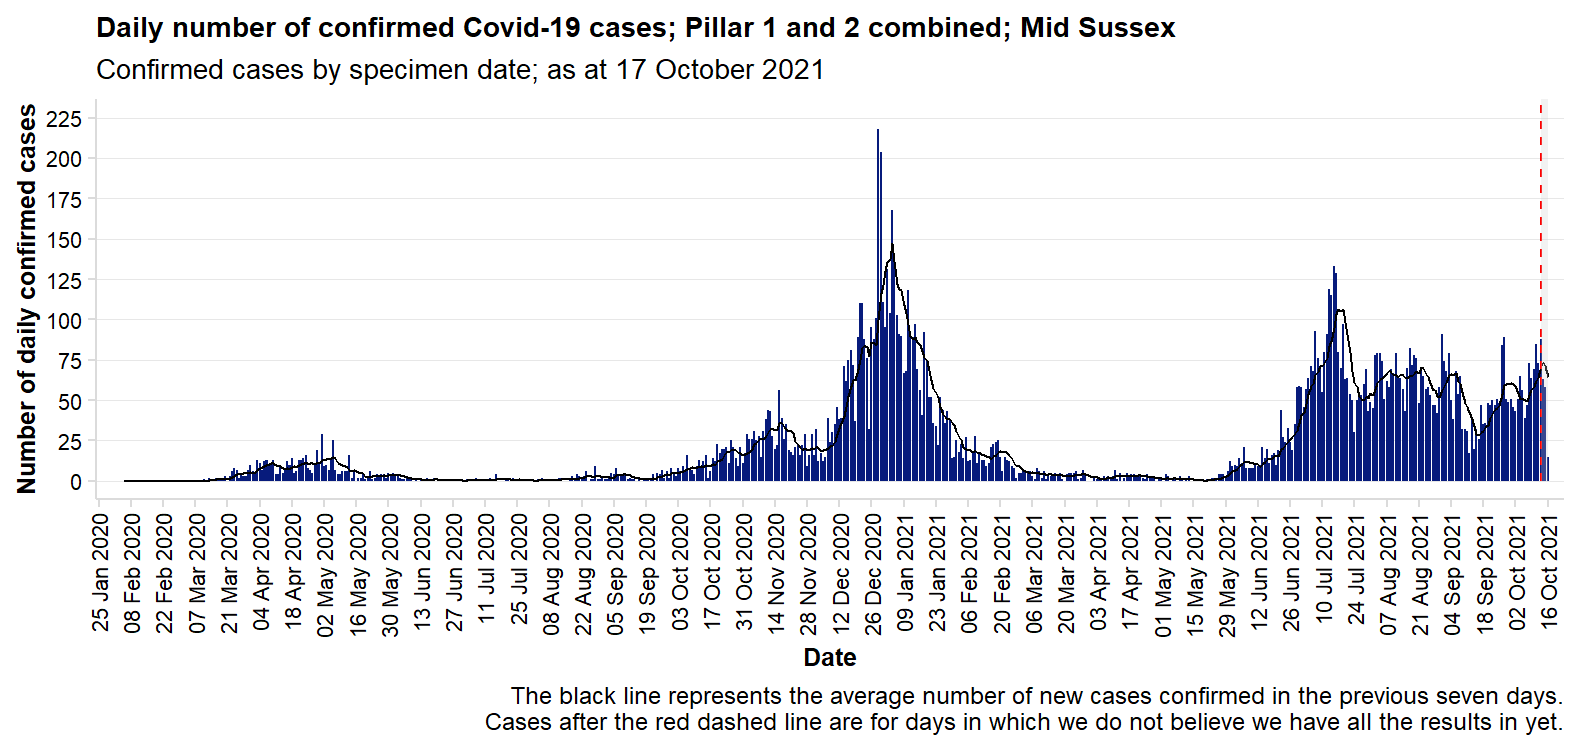 Daily number of confirmed Covid-19 cases; Pillar 1 and 2 combined; Mid Sussex
Confirmed cases by specimen date; as at 17 October 2021
Number of daily confirmed cases
225
200
175
150
125
100
75
50
25
0
25 Jan 2020
08 Feb 2020
22 Feb 2020
07 Mar 2020
21 Mar 2020
04 Apr 2020
18 Apr 2020
02 May 2020
16 May 2020
30 May 2020
13 Jun 2020
27 Jun 2020
11 Jul 2020
25 Jul 2020
08 Aug 2020
22 Aug 2020
05 Sep 2020
19 Sep 2020
03 Oct 2020
17 Oct 2020
31 Oct 2020
14 Nov 2020
28 Nov 2020
12 Dec 2020
26 Dec 2020
09 Jan 2021
23 Jan 2021
06 Feb 2021
20 Feb 2021
06 Mar 2021
20 Mar 2021
03 Apr 2021
17 Apr 2021
01 May 2021
15 May 2021
29 May 2021
12 Jun 2021
26 Jun 2021
10 Jul 2021
24 Jul 2021
07 Aug 2021
21 Aug 2021
04 Sep 2021
18 Sep 2021
02 Oct 2021
16 Oct 2021
Date
The black line represents the average number of new cases confirmed in the previous seven days.
Cases after the red dashed line are for days in which we do not believe we have all the results in yet.